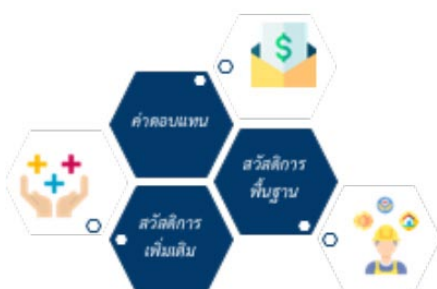 $
ค่าตอบแทน
สวัสดิการ
พื้นฐาน
สวัสดิการ
เพิ่มเติม